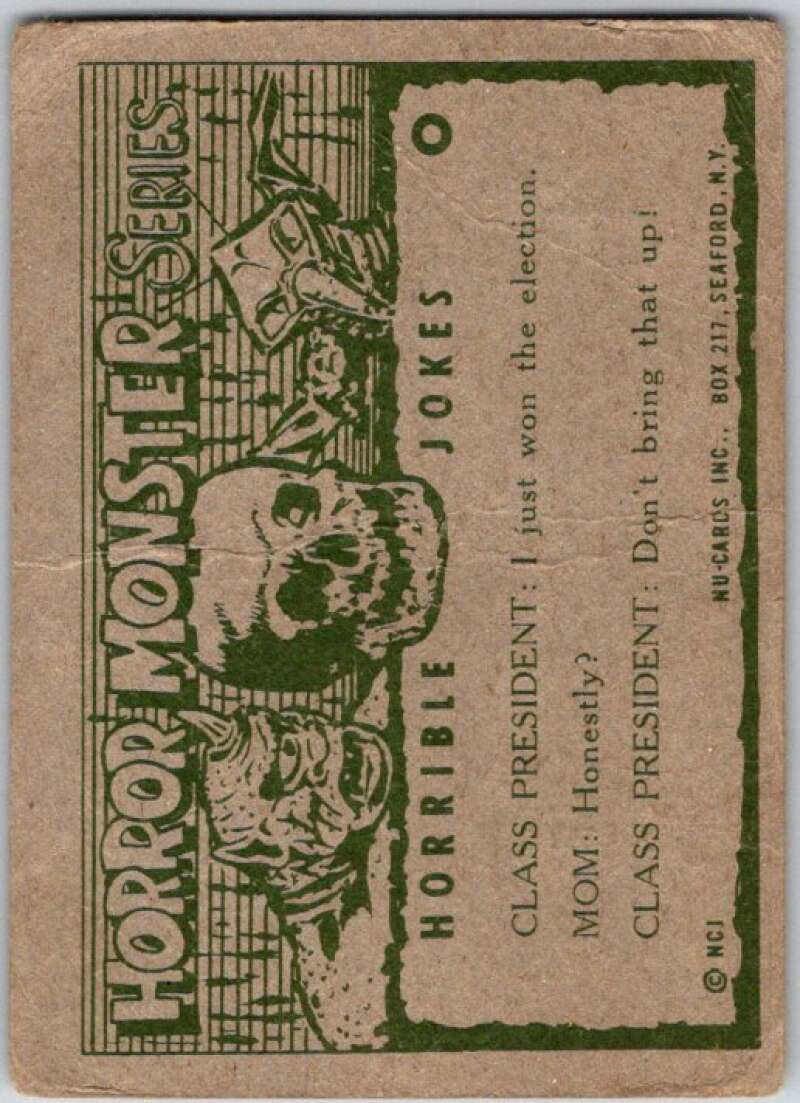 HORROR MONSTER SERIES
HORRIBLE JOKES O
CLASS PRESIDENT: I just won the election.
MOM: Honestly?
CLASS PRESIDENT: Don't bring that up!
© NCI NU-CARDS INC., BOX 217, SEAFORD, N.Y.